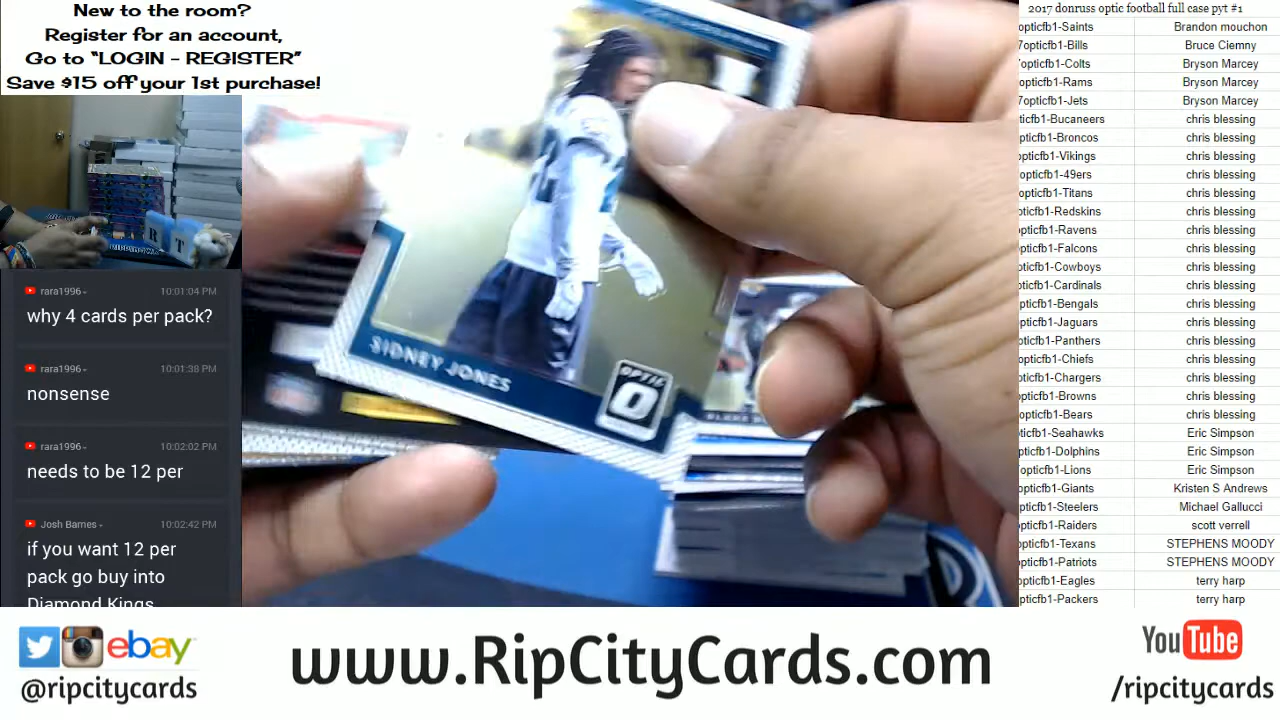 New to the room?
Register for an account,
Go to “LOGIN - REGISTER”
Save $15 off your 1st purchase!
R T
rara1996
10:01:04 PM
why 4 cards per pack?
rara1996
10:01:38 PM
nonsense
rara1996
10:02:02 PM
needs to be 12 per
Josh Barnes
10:02:42 PM
if you want 12 per
pack go buy into
Diamond Kings
SIDNEY JONES
OPTIC
2017 donruss optic football full case pyt #1
opticfb1-Saints Brandon mouchon
7opticfb1-Bills Bruce Ciemny
7opticfb1-Colts Bryson Marcey
opticfb1-Rams Bryson Marcey
7opticfb1-Jets Bryson Marcey
opticfb1-Bucaneers chris blessing
opticfb1-Broncos chris blessing
opticfb1-Vikings chris blessing
opticfb1-49ers chris blessing
opticfb1-Titans chris blessing
opticfb1-Redskins chris blessing
opticfb1-Ravens chris blessing
opticfb1-Falcons chris blessing
opticfb1-Cowboys chris blessing
opticfb1-Cardinals chris blessing
opticfb1-Bengals chris blessing
opticfb1-Jaguars chris blessing
opticfb1-Panthers chris blessing
opticfb1-Chiefs chris blessing
opticfb1-Chargers chris blessing
opticfb1-Browns chris blessing
opticfb1-Bears chris blessing
opticfb1-Seahawks Eric Simpson
opticfb1-Dolphins Eric Simpson
7opticfb1-Lions Eric Simpson
opticfb1-Giants Kristen S Andrews
opticfb1-Steelers Michael Gallucci
opticfb1-Raiders scott verrell
opticfb1-Texans STEPHENS MOODY
opticfb1-Patriots STEPHENS MOODY
opticfb1-Eagles terry harp
opticfb1-Packers terry harp
ebay
@ripcitycards
www.RipCityCards.com
YouTube
/ripcitycards